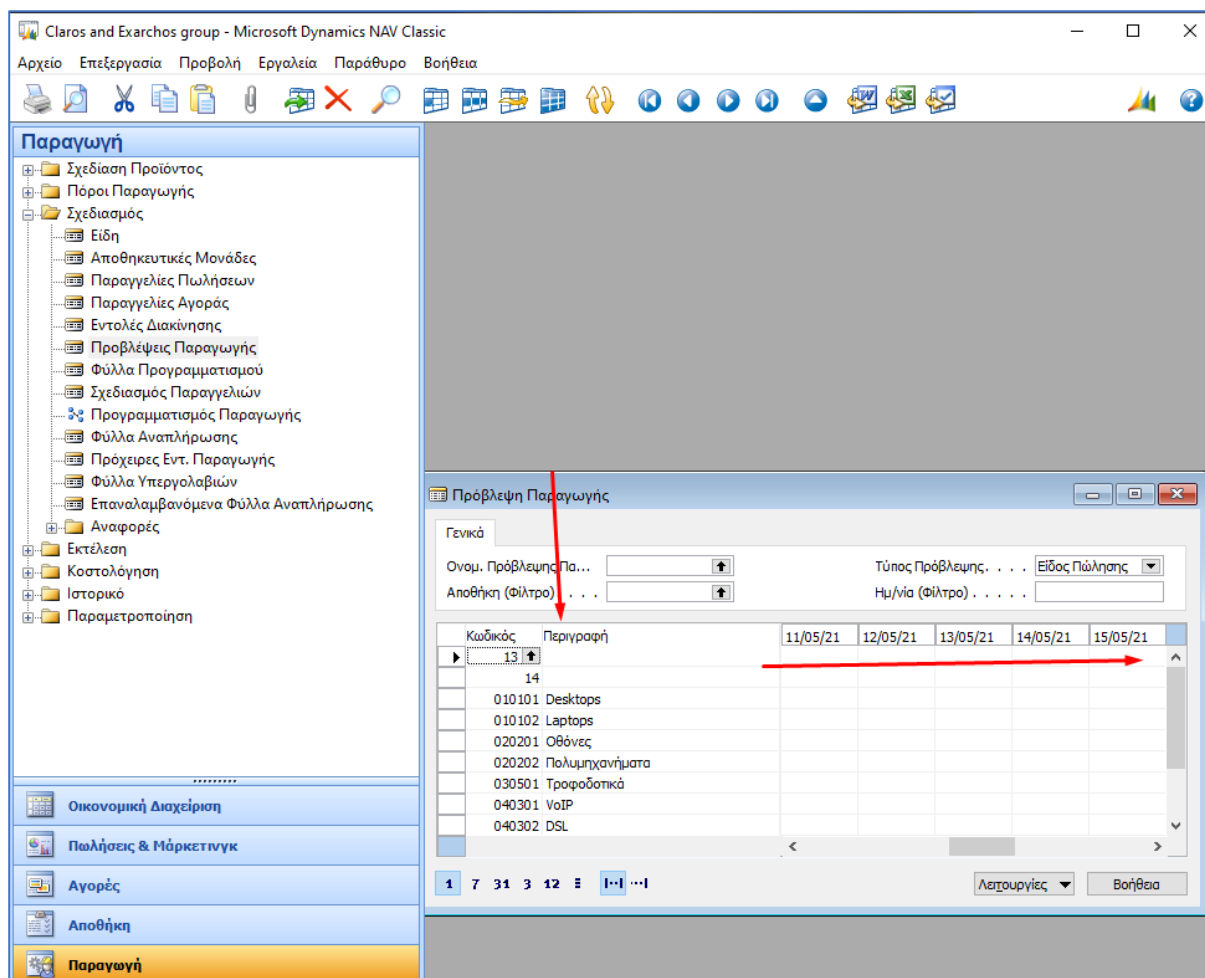 Claros and Exarchos group - Microsoft Dynamics NAV Classic
Αρχείο Επεξεργασία Προβολή Εργαλεία Παράθυρο Βοήθεια
Παραγωγή
Σχεδίαση Προϊόντος
Πόροι Παραγωγής
Σχεδιασμός
Είδη
Αποθηκευτικές Μονάδες
Παραγγελίες Πωλήσεων
Παραγγελίες Αγοράς
Εντολές Διακίνησης
Προβλέψεις Παραγωγής
Φύλλα Προγραμματισμού
Σχεδιασμός Παραγγελιών
Προγραμματισμός Παραγωγής
Φύλλα Αναπλήρωσης
Πρόχειρες Εντ. Παραγωγής
Φύλλα Υπεργολαβιών
Επαναλαμβανόμενα Φύλλα Αναπλήρωσης
Αναφορές
Εκτέλεση
Κοστολόγηση
Ιστορικό
Παραμετροποίηση
Οικονομική Διαχείριση
Πωλήσεις & Μάρκετινγκ
Αγορές
Αποθήκη
Παραγωγή
Πρόβλεψη Παραγωγής
Γενικά
Ονομ. Πρόβλεψης Πα... Τύπος Πρόβλεψης. . . . Είδος Πώλησης
Αποθήκη (Φίλτρο) . . . . Ημ/νία (Φίλτρο) . . . . .
Κωδικός Περιγραφή 11/05/21 12/05/21 13/05/21 14/05/21 15/05/21
13
14
010101 Desktops
010102 Laptops
020201 Οθόνες
020202 Πολυμηχανήματα
030501 Τροφοδοτικά
040301 VoIP
040302 DSL
1 7 31 3 12 Λειτουργίες Βοήθεια